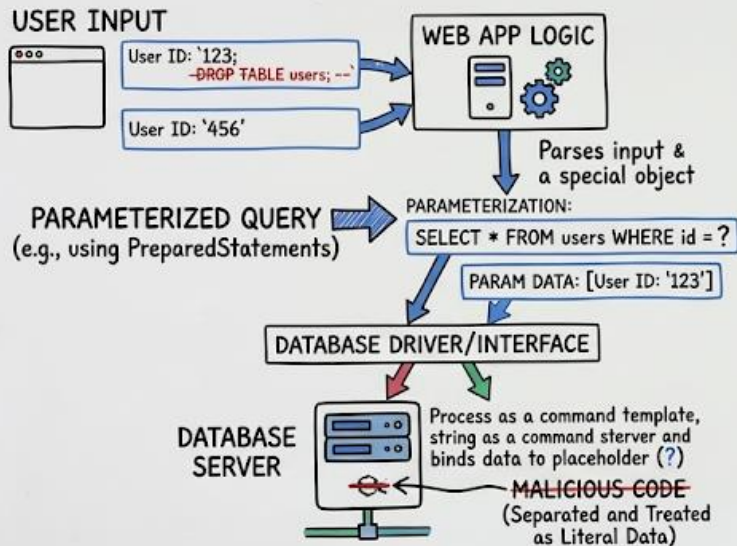 USER INPUT
User ID: '123;
DROP TABLE users; --`
User ID: '456'
WEB APP LOGIC
Parses input &
a special object
PARAMETERIZED QUERY
(e.g., using PreparedStatements)
PARAMETERIZATION:
SELECT * FROM users WHERE id = ?
PARAM DATA: [User ID: '123']
DATABASE DRIVER/INTERFACE
DATABASE
SERVER
Process as a command template,
string as a command sterver and
binds data to placeholder (?)
MALICIOUS CODE
(Separated and Treated
as Literal Data)